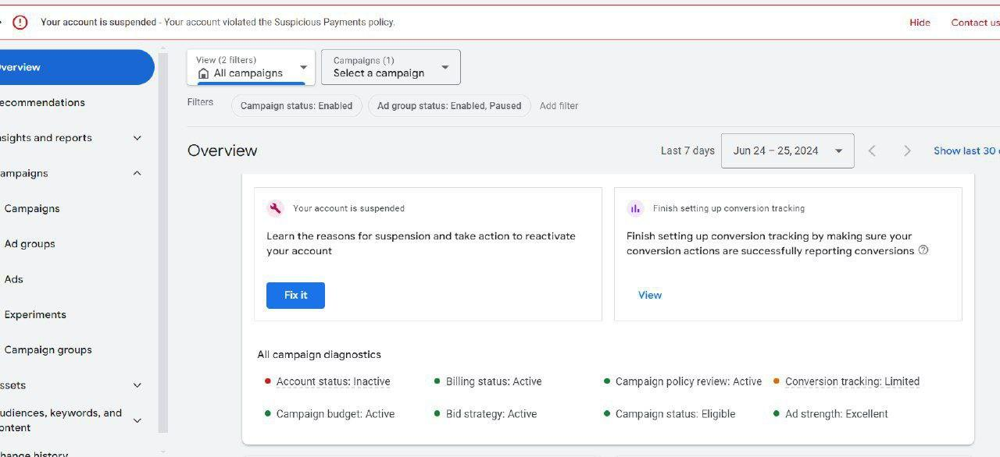 Your account is suspended - Your account violated the Suspicious Payments policy.
Hide
Contact us
verview
ecommendations
nsights and reports
ampaigns
Campaigns
Ad groups
Ads
Experiments
Campaign groups
ssets
udiences, keywords, and
ontent
hange history
View (2 filters)
All campaigns
Campaigns (1)
Select a campaign
Filters
Campaign status: Enabled
Ad group status: Enabled, Paused
Add filter
Overview
Last 7 days
Jun 24 – 25, 2024
Show last 30
Your account is suspended
Learn the reasons for suspension and take action to reactivate
your account
Fix it
Finish setting up conversion tracking
Finish setting up conversion tracking by making sure your
conversion actions are successfully reporting conversions
View
All campaign diagnostics
Account status: Inactive
Billing status: Active
Campaign policy review: Active
Conversion tracking: Limited
Campaign budget: Active
Bid strategy: Active
Campaign status: Eligible
Ad strength: Excellent